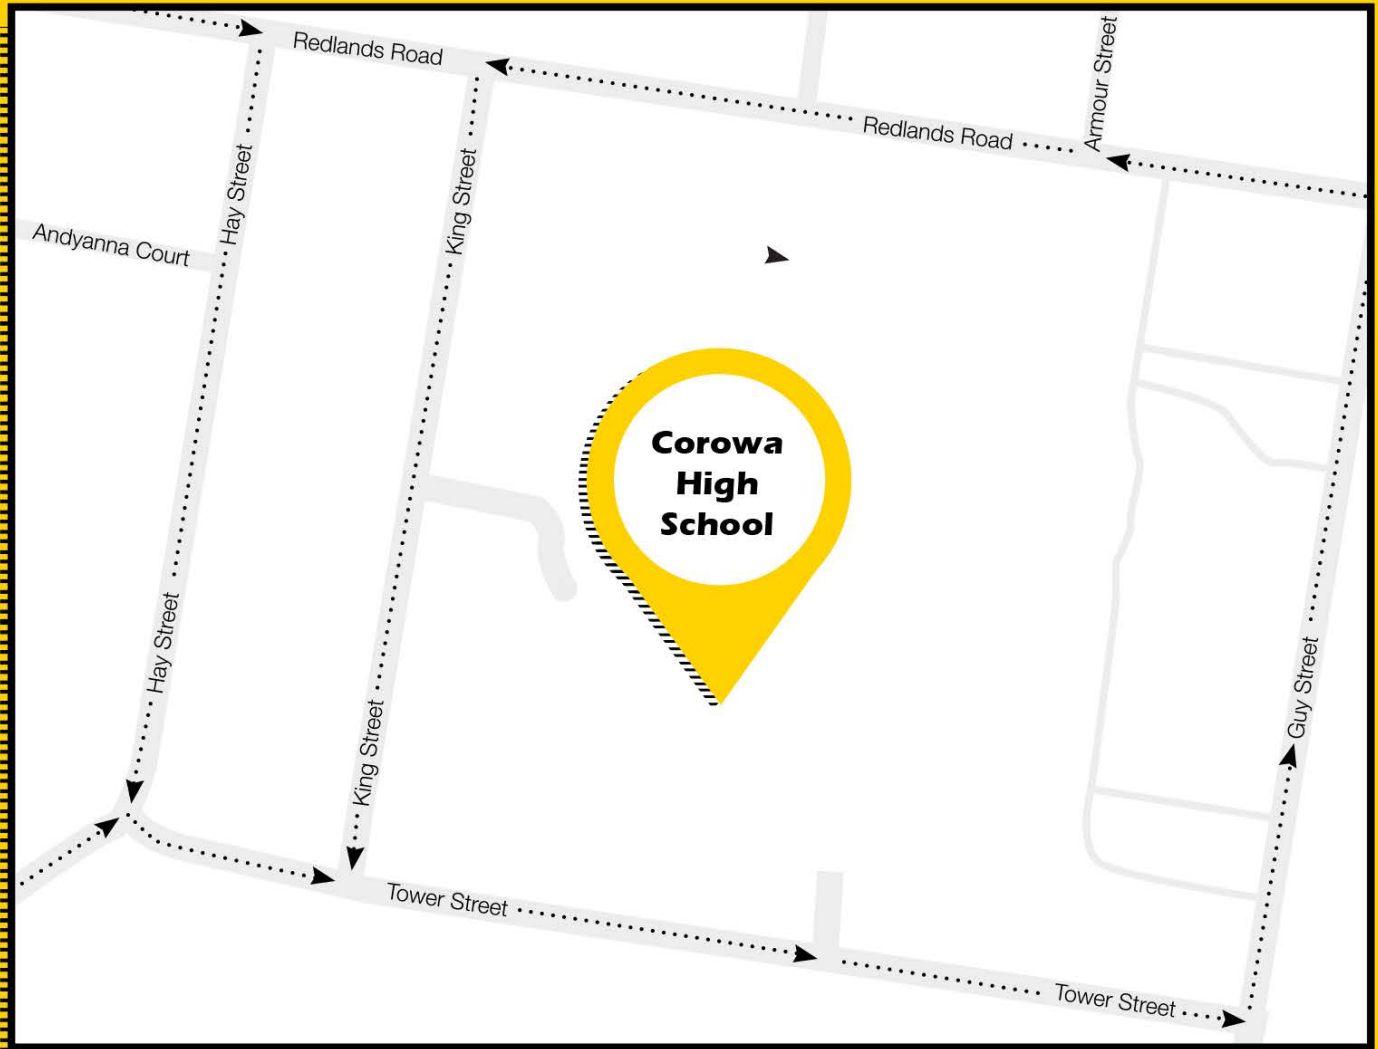 Redlands Road
Armour Street
Redlands Road
Hay Street
King Street
Andyanna Court
Corowa
High
School
Hay Street
King Street
Guy Street
Tower Street
Tower Street